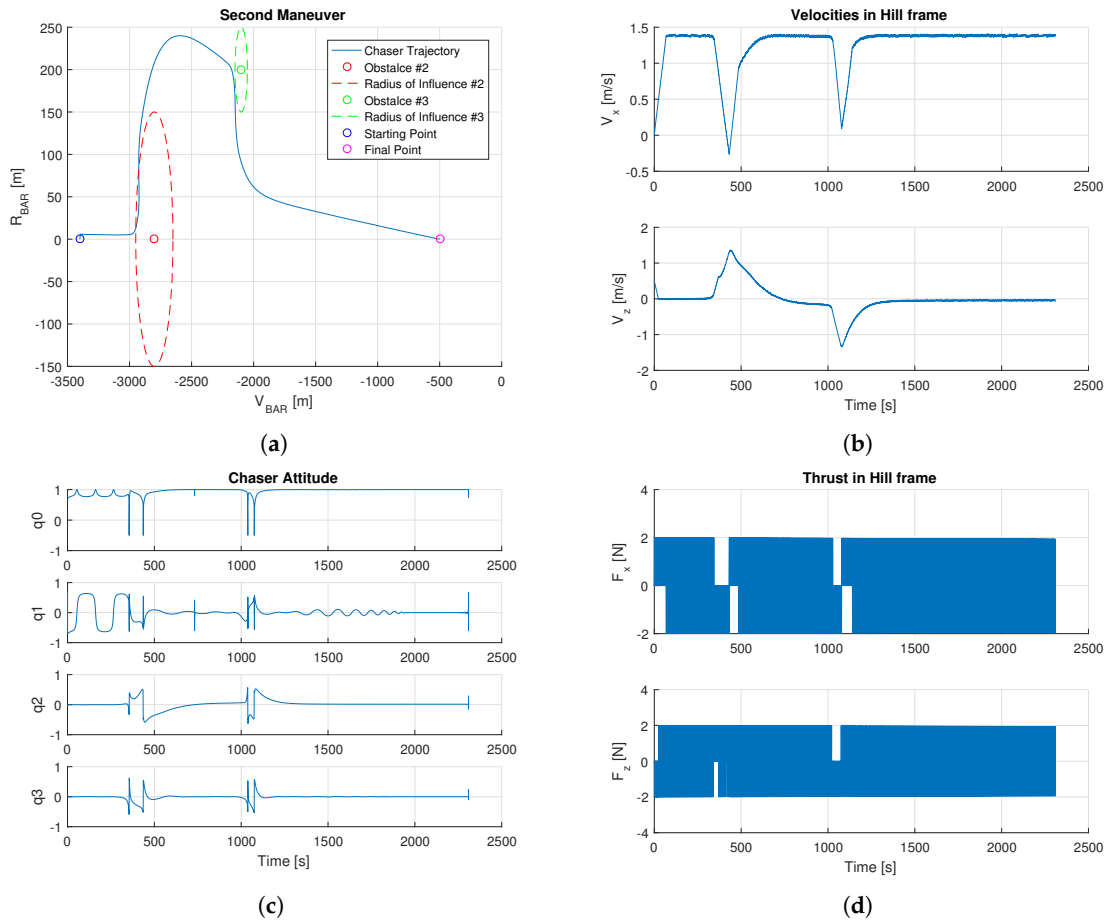 Second Maneuver
R_BAR [m]
250
200
150
100
50
0
-50
-100
-150
-3500 -3000 -2500 -2000 -1500 -1000 -500 0
V_BAR [m]
Chaser Trajectory
Obstalce #2
Radius of Influence #2
Obstalce #3
Radius of Influence #3
Starting Point
Final Point
(a)
Velocities in Hill frame
V_x [m/s]
1.5
1
0.5
0
-0.5
0 500 1000 1500 2000 2500
V_z [m/s]
2
1
0
-1
-2
0 500 1000 1500 2000 2500
Time [s]
(b)
Chaser Attitude
q0
1
0
-1
0 500 1000 1500 2000 2500
q1
1
0
-1
0 500 1000 1500 2000 2500
q2
1
0
-1
0 500 1000 1500 2000 2500
q3
1
0
-1
0 500 1000 1500 2000 2500
Time [s]
(c)
Thrust in Hill frame
F_x [N]
4
2
0
-2
0 500 1000 1500 2000 2500
F_z [N]
4
2
0
-2
-4
0 500 1000 1500 2000 2500
Time [s]
(d)